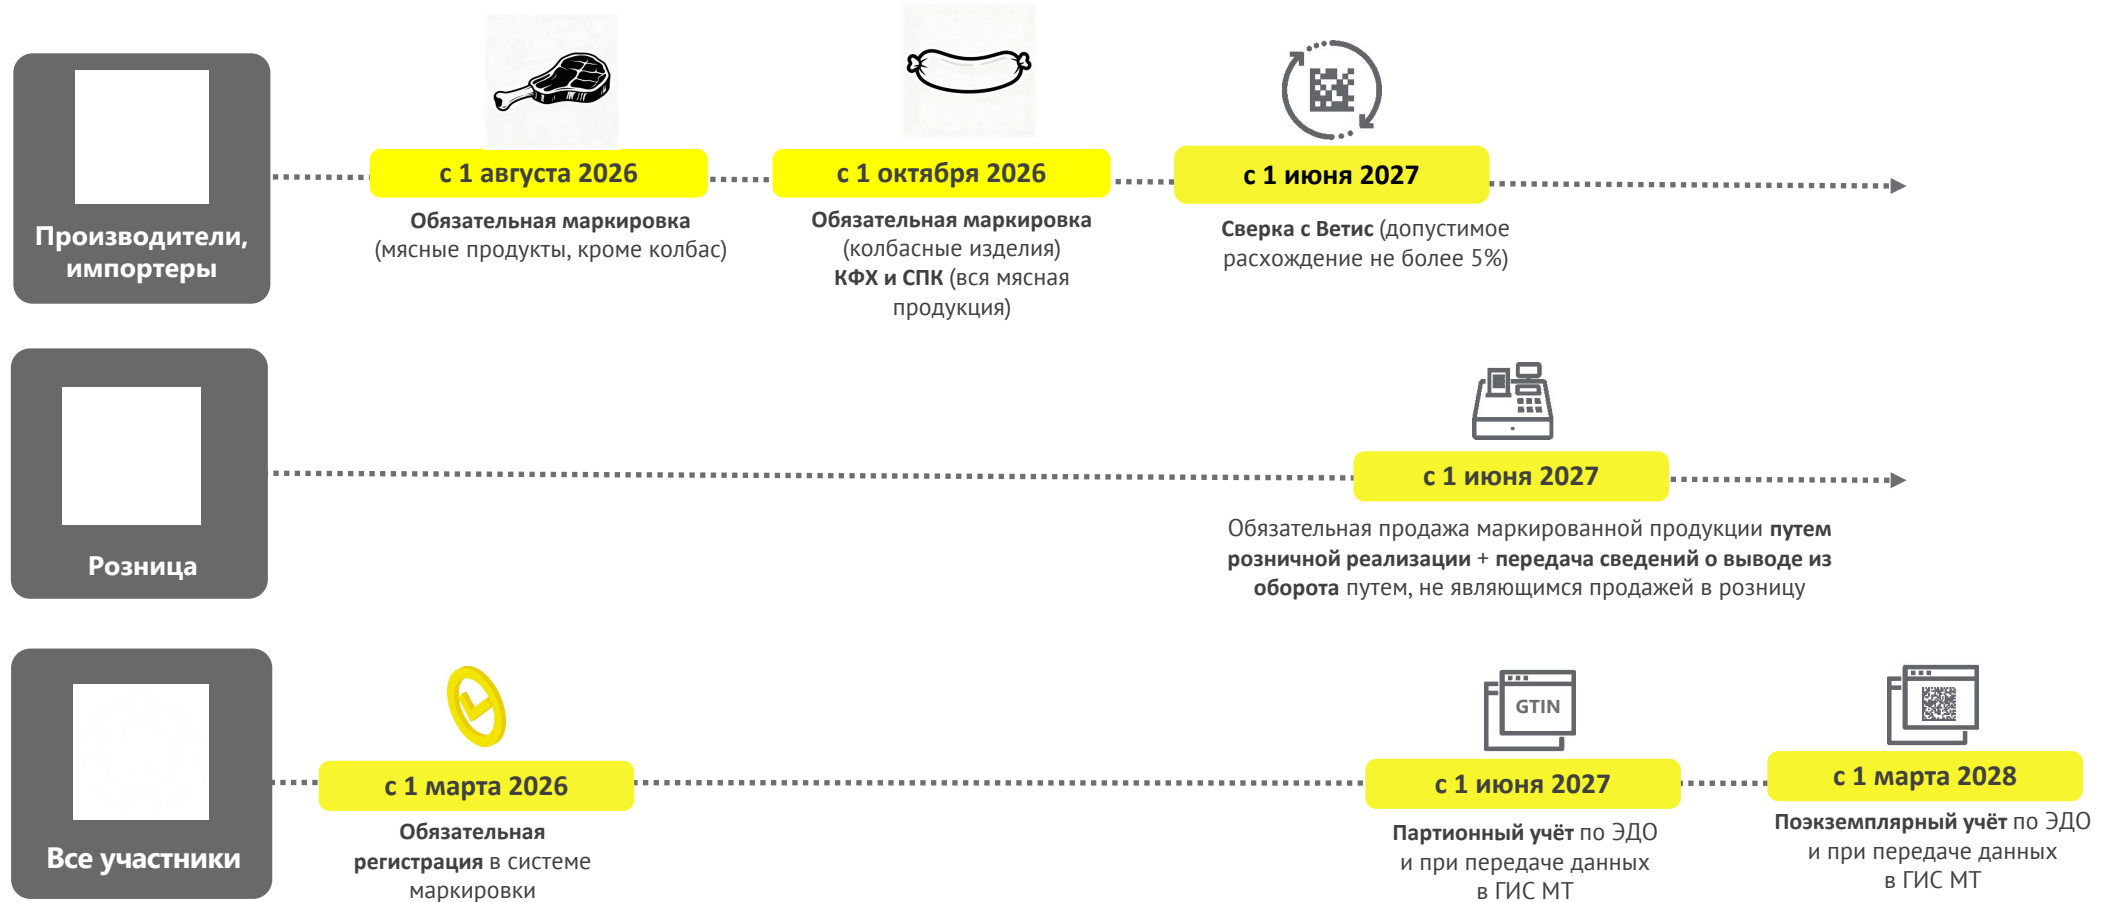 Производители,
импортеры
с 1 августа 2026
Обязательная маркировка
(мясные продукты, кроме колбас)
с 1 октября 2026
Обязательная маркировка
(колбасные изделия)
КФХ и СПК (вся мясная
продукция)
с 1 июня 2027
Сверка с Ветис (допустимое
расхождение не более 5%)
Розница
с 1 июня 2027
Обязательная продажа маркированной продукции путем
розничной реализации + передача сведений о выводе из
оборота путем, не являющимся продажей в розницу
Все участники
с 1 марта 2026
Обязательная
регистрация в системе
маркировки
GTIN
с 1 июня 2027
Партионный учёт по ЭДО
и при передаче данных
в ГИС МТ
с 1 марта 2028
Поэкземплярный учёт по ЭДО
и при передаче данных
в ГИС МТ